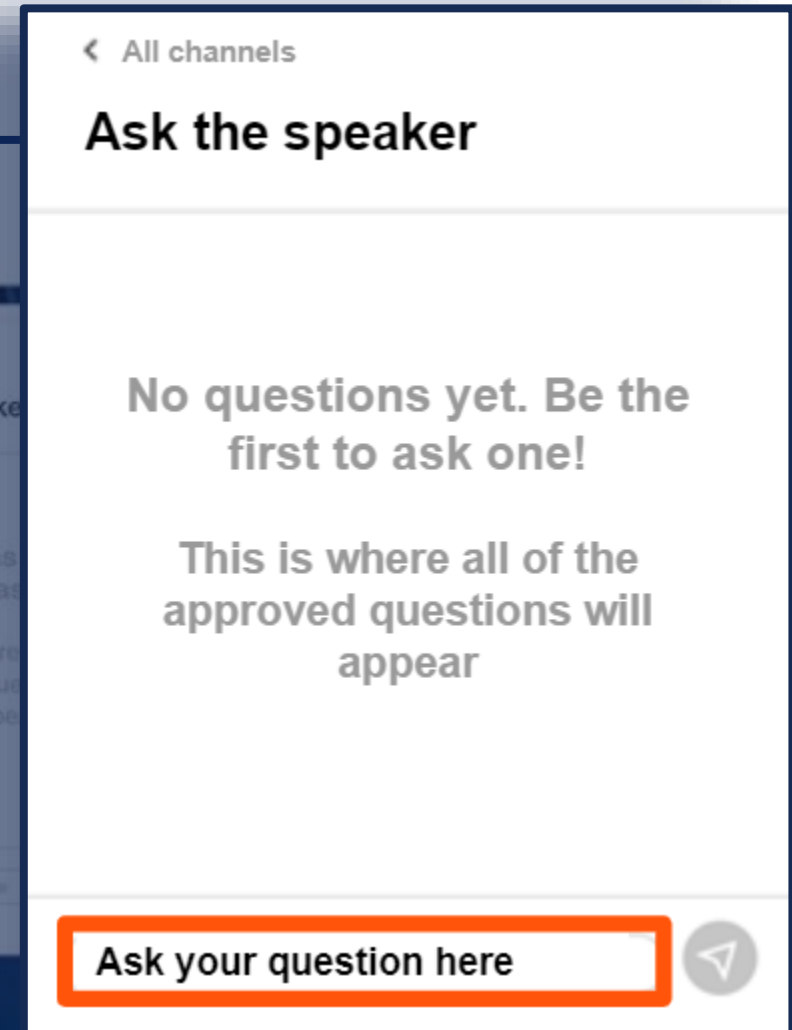 All channels
Ask the speaker
No questions yet. Be the
first to ask one!
This is where all of the
approved questions will
appear
Ask your question here